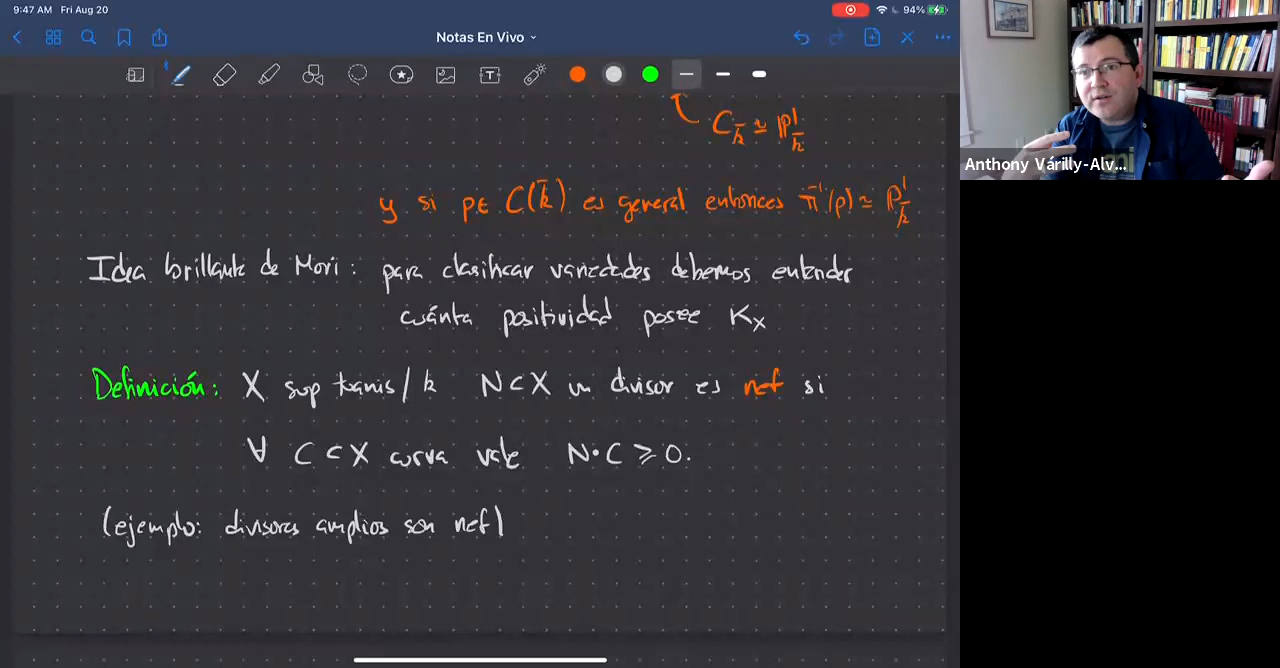 9:47 AM Fri Aug 20
94%
Notas En Vivo
C_k̄ ≃ P¹_k̄
y si p ∈ C(k̄) es general entonces π⁻¹(p) ≃ P¹_k̄
Idea brillante de Mori: para clasificar variedades debemos entender
cuánta positividad posee K_X
Definición: X sup k N ⊂ X un divisor es nef si
∀ C ⊂ X curva vale N·C ≥ 0.
(ejemplo: divisores amplios son nef)
Anthony Várilly-Alv...